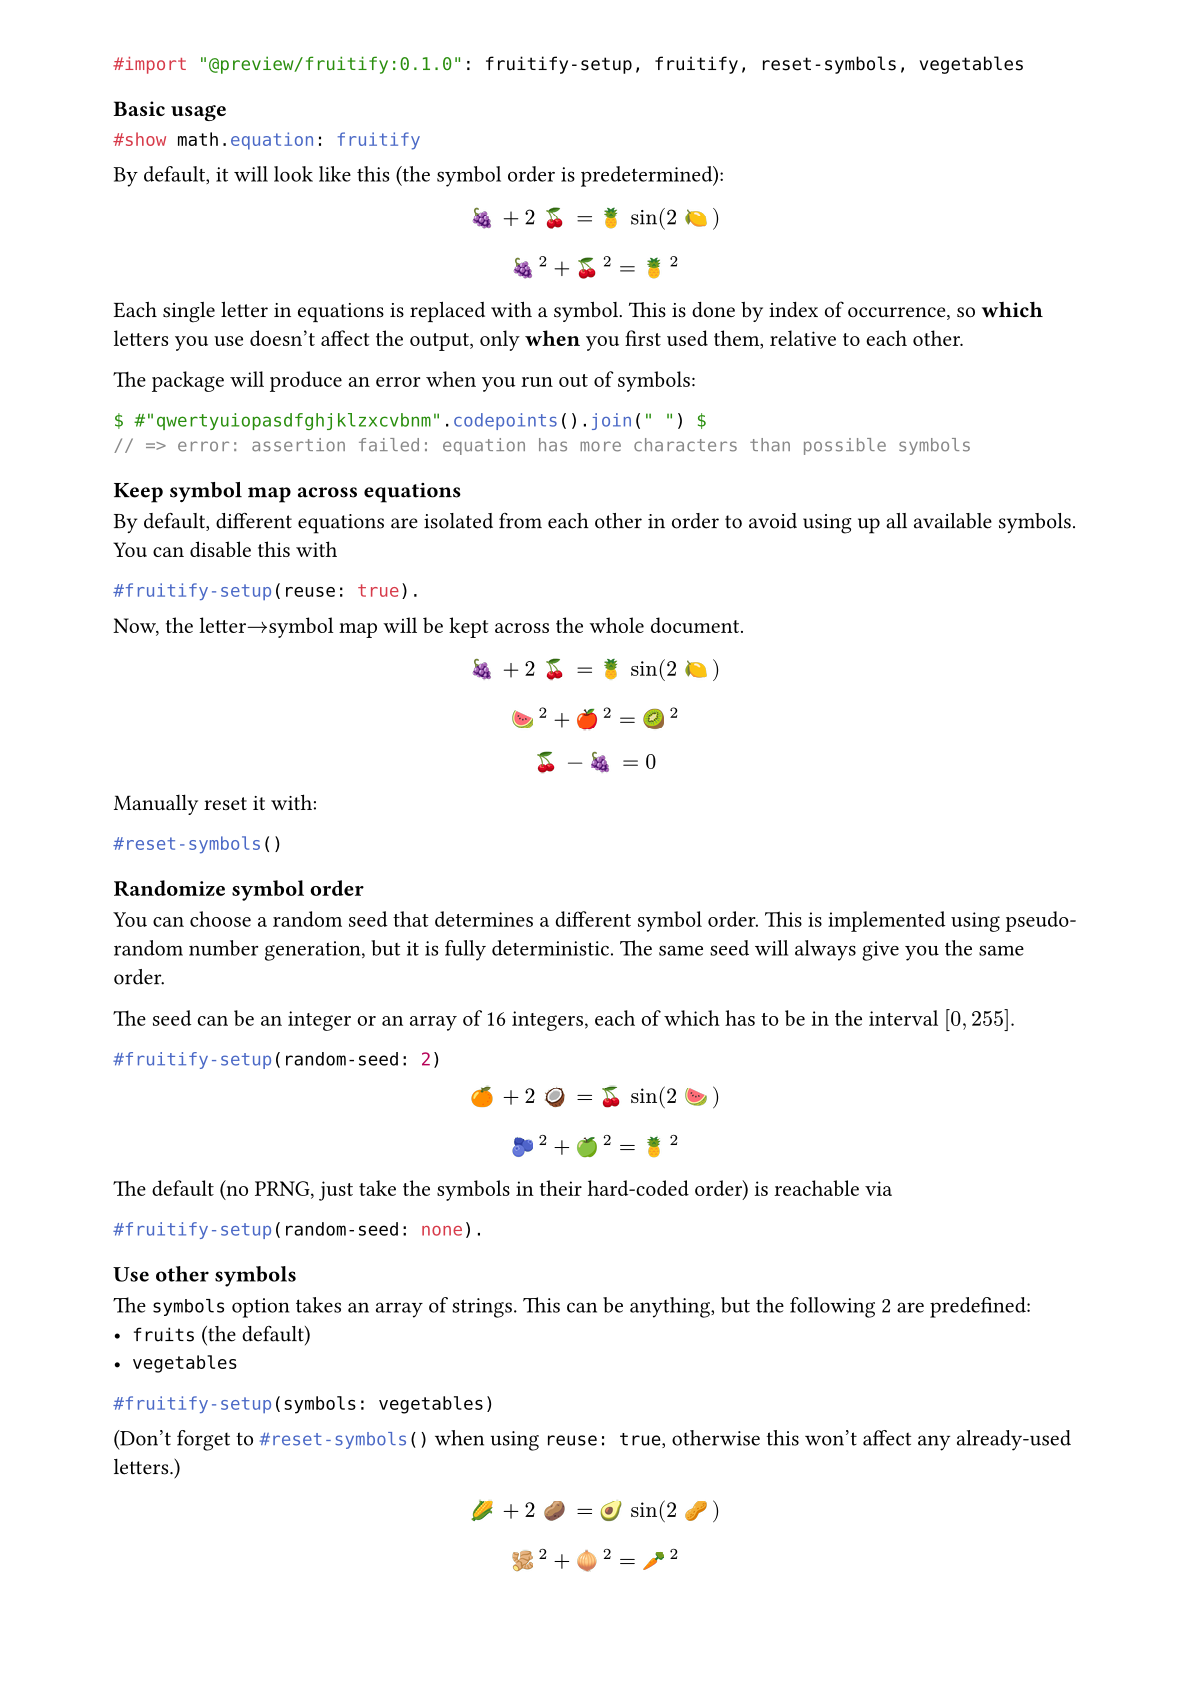 #import "@preview/fruitify:0.1.0": fruitify-setup, fruitify, reset-symbols, vegetables
Basic usage
#show math.equation: fruitify
By default, it will look like this (the symbol order is predetermined):
🍇 + 2 🍒 = 🍍 sin(2 🍋 )
🍇 ² + 🍒 ² = 🍍 ²
Each single letter in equations is replaced with a symbol. This is done by index of occurrence, so which
letters you use doesn’t affect the output, only when you first used them, relative to each other.
The package will produce an error when you run out of symbols:
$ #"qwertyuiopasdfghjklzxcvbnm".codepoints().join(" ") $
// => error: assertion failed: equation has more characters than possible symbols
Keep symbol map across equations
By default, different equations are isolated from each other in order to avoid using up all available symbols.
You can disable this with
#fruitify-setup(reuse: true).
Now, the letter→symbol map will be kept across the whole document.
🍇 + 2 🍒 = 🍍 sin(2 🍋 )
🍉 ² + 🍎 ² = 🥝 ²
🍒 − 🍇 = 0
Manually reset it with:
#reset-symbols()
Randomize symbol order
You can choose a random seed that determines a different symbol order. This is implemented using pseudo-
random number generation, but it is fully deterministic. The same seed will always give you the same
order.
The seed can be an integer or an array of 16 integers, each of which has to be in the interval [0, 255].
#fruitify-setup(random-seed: 2)
🍊 + 2 🥥 = 🍒 sin(2 🍉 )
🫐 ² + 🍏 ² = 🍍 ²
The default (no PRNG, just take the symbols in their hard-coded order) is reachable via
#fruitify-setup(random-seed: none).
Use other symbols
The symbols option takes an array of strings. This can be anything, but the following 2 are predefined:
• fruits (the default)
• vegetables
#fruitify-setup(symbols: vegetables)
(Don’t forget to #reset-symbols() when using reuse: true, otherwise this won’t affect any already-used
letters.)
🌽 + 2 🥔 = 🥑 sin(2 🥜 )
🫚 ² + 🧅 ² = 🥕 ²